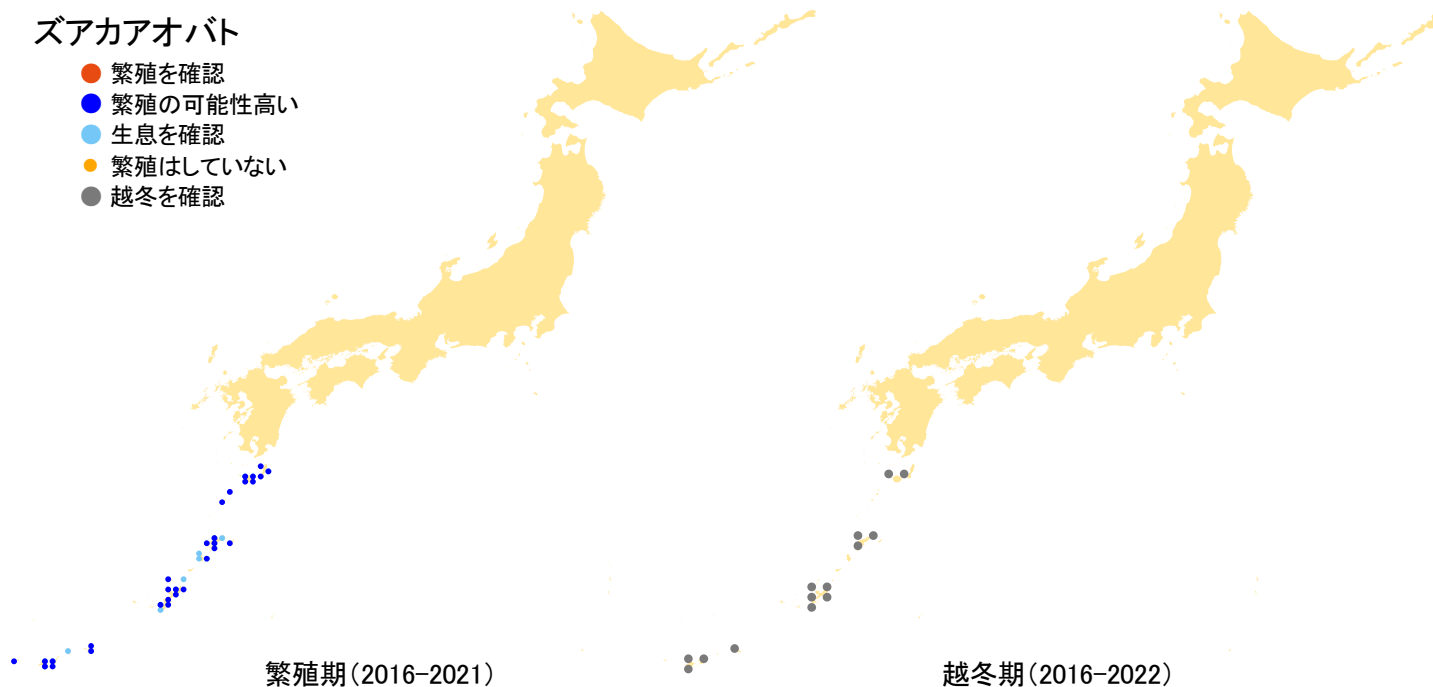 ズアカアオバト
繁殖を確認
繁殖の可能性高い
生息を確認
繁殖はしていない
越冬を確認
繁殖期(2016-2021)
越冬期(2016-2022)